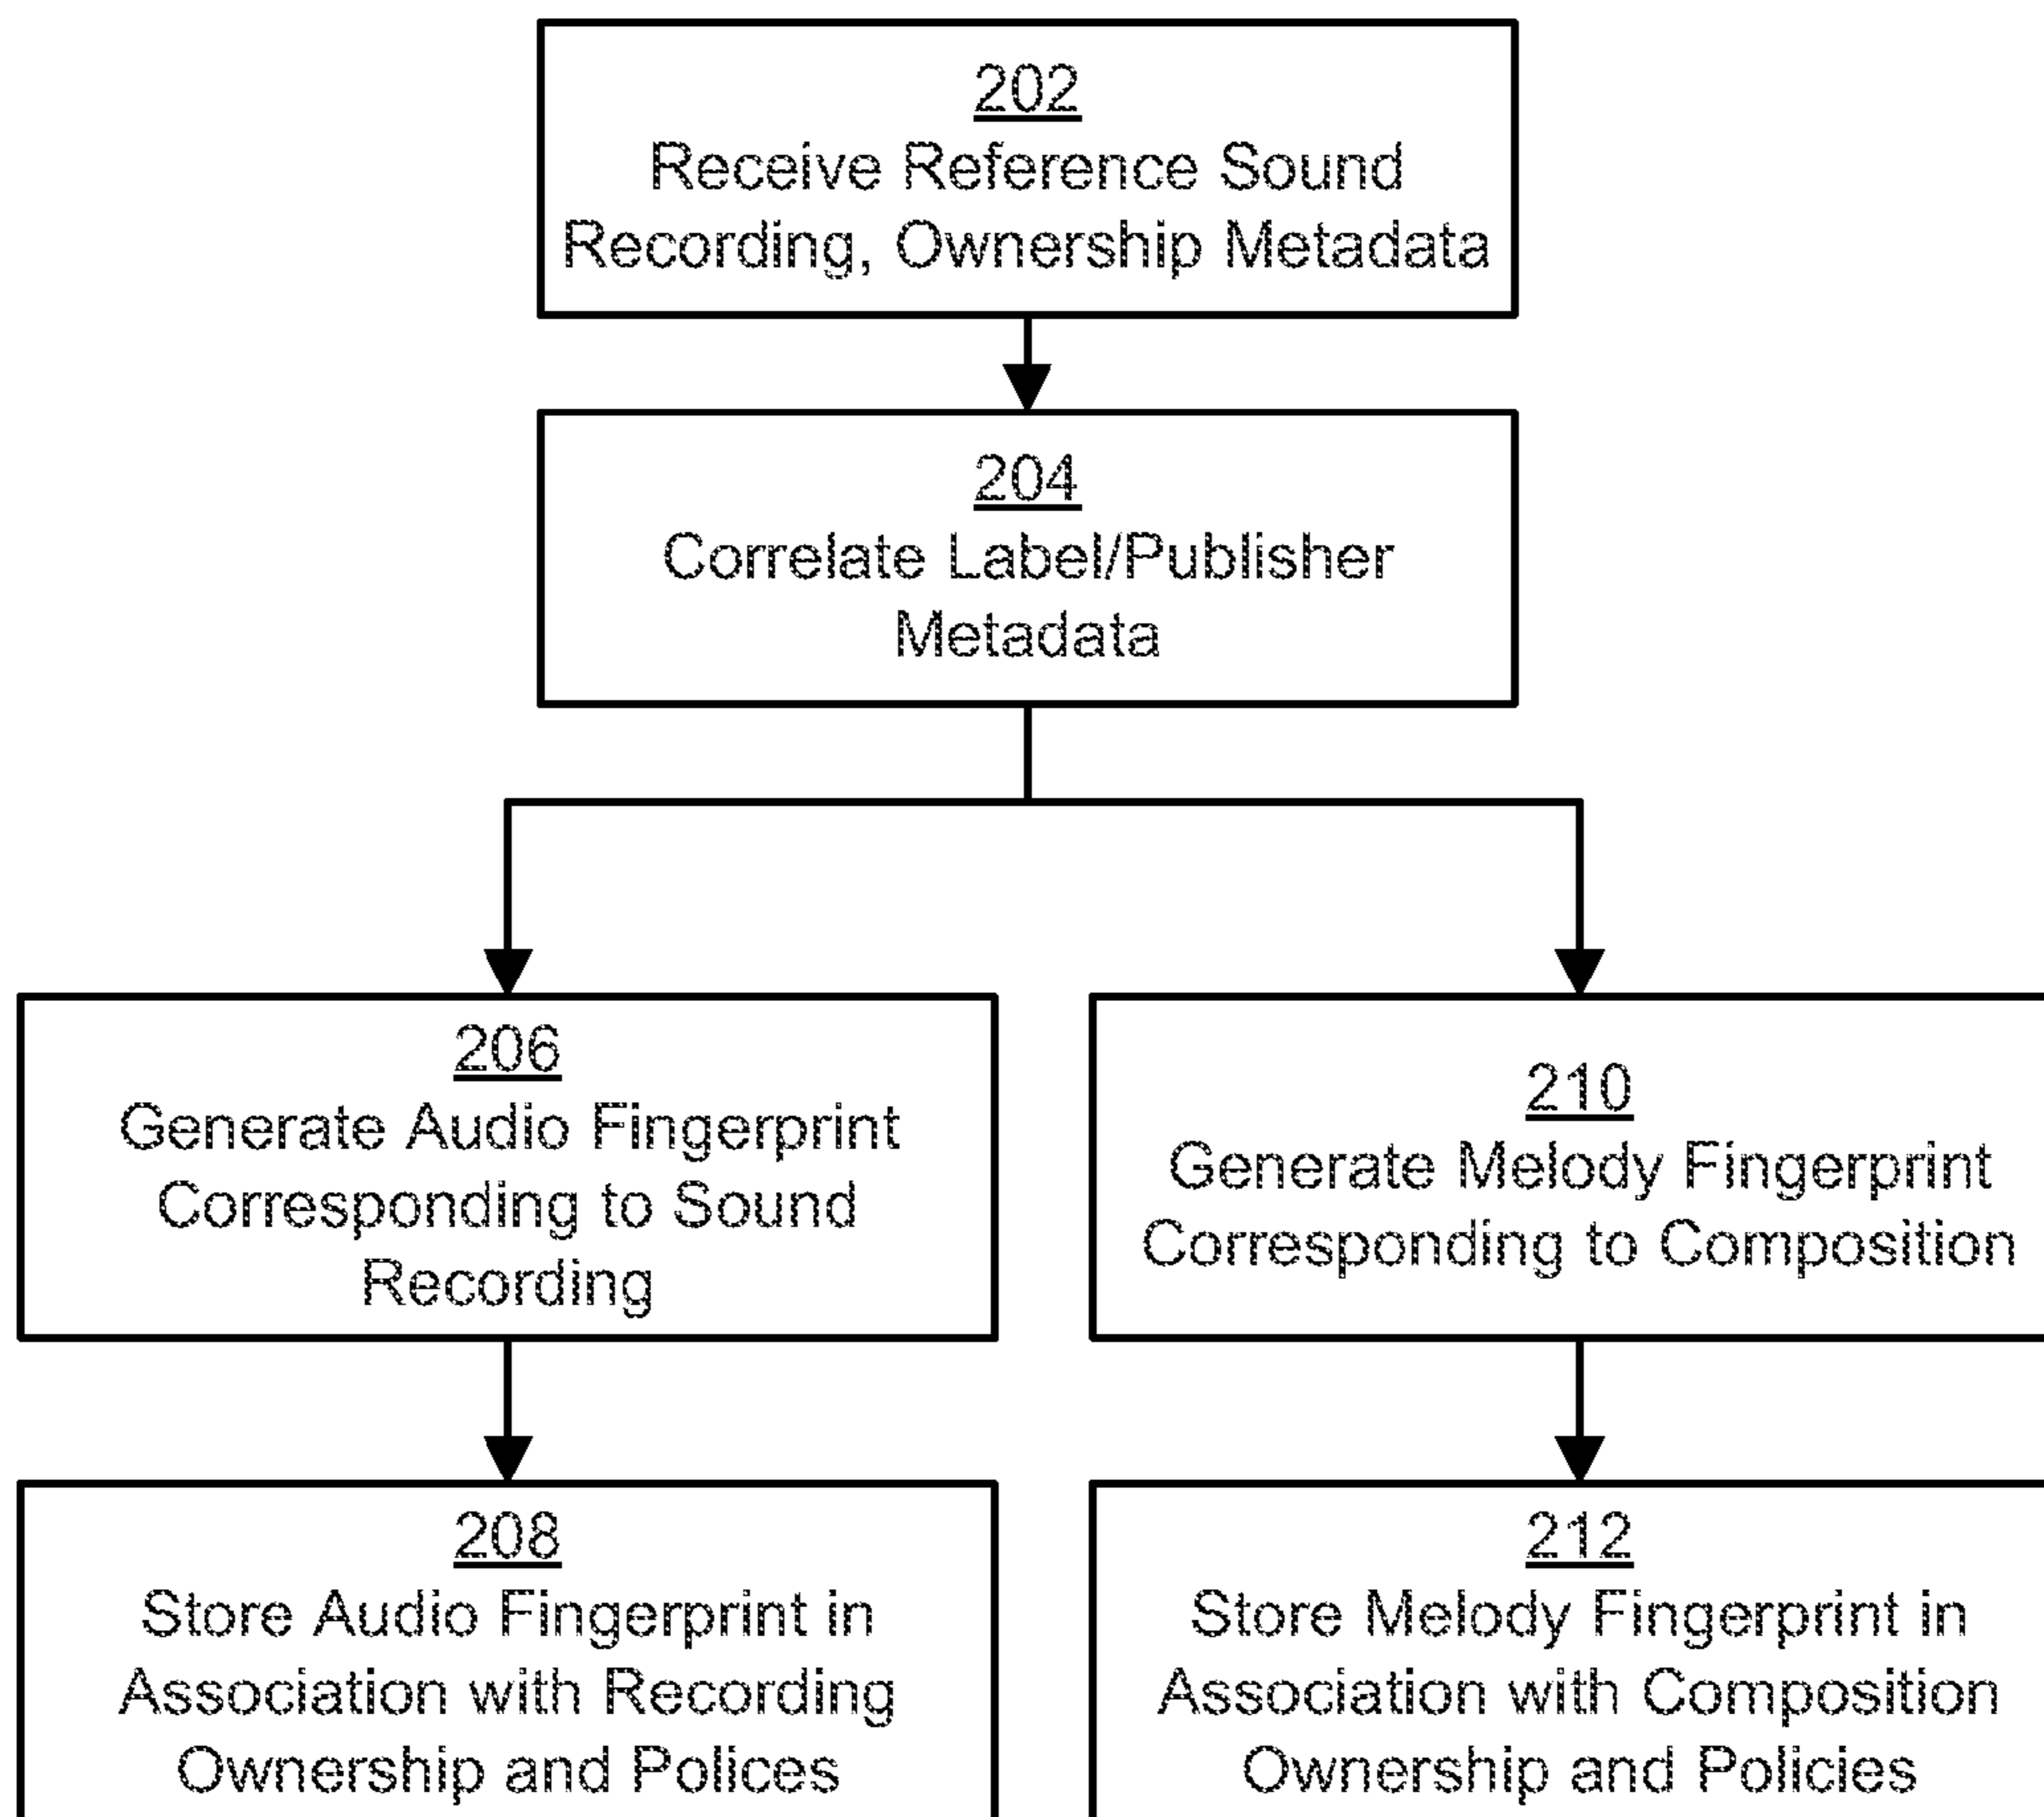 202
Receive Reference Sound
Recording, Ownership Metadata
204
Correlate Label/Publisher
Metadata
206
Generate Audio Fingerprint
Corresponding to Sound
Recording
210
Generate Melody Fingerprint
Corresponding to Composition
208
Store Audio Fingerprint in
Association with Recording
Ownership and Polices
212
Store Melody Fingerprint in
Association with Composition
Ownership and Policies